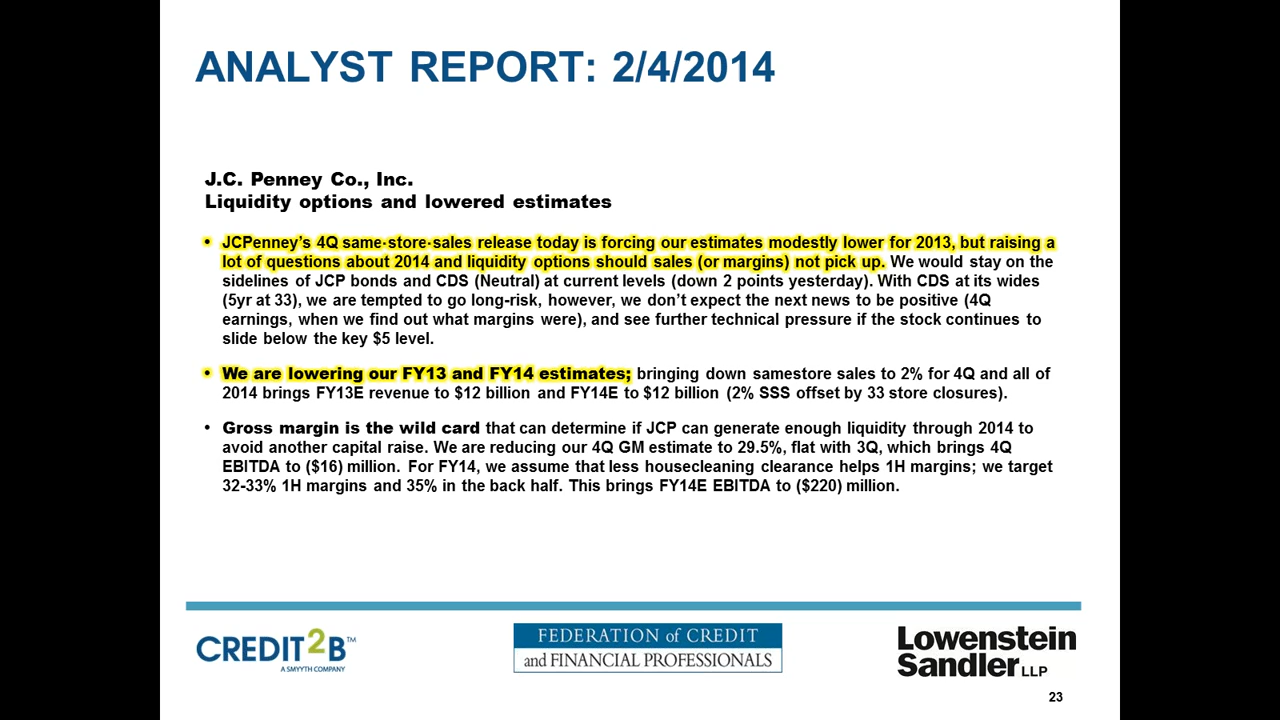 ANALYST REPORT: 2/4/2014
J.C. Penney Co., Inc.
Liquidity options and lowered estimates
• JCPenney's 4Q same-store-sales release today is forcing our estimates modestly lower for 2013, but raising a
lot of questions about 2014 and liquidity options should sales (or margins) not pick up. We would stay on the
sidelines of JCP bonds and CDS (Neutral) at current levels (down 2 points yesterday). With CDS at its wides
(5yr at 33), we are tempted to go long-risk, however, we don't expect the next news to be positive (4Q
earnings, when we find out what margins were), and see further technical pressure if the stock continues to
slide below the key $5 level.
• We are lowering our FY13 and FY14 estimates; bringing down samestore sales to 2% for 4Q and all of
2014 brings FY13E revenue to $12 billion and FY14E to $12 billion (2% SSS offset by 33 store closures).
• Gross margin is the wild card that can determine if JCP can generate enough liquidity through 2014 to
avoid another capital raise. We are reducing our 4Q GM estimate to 29.5%, flat with 3Q, which brings 4Q
EBITDA to ($16) million. For FY14, we assume that less housecleaning clearance helps 1H margins; we target
32-33% 1H margins and 35% in the back half. This brings FY14E EBITDA to ($220) million.
CREDIT2B™
A SMYYTH COMPANY
FEDERATION of CREDIT
and FINANCIAL PROFESSIONALS
Lowenstein
Sandler LLP
23